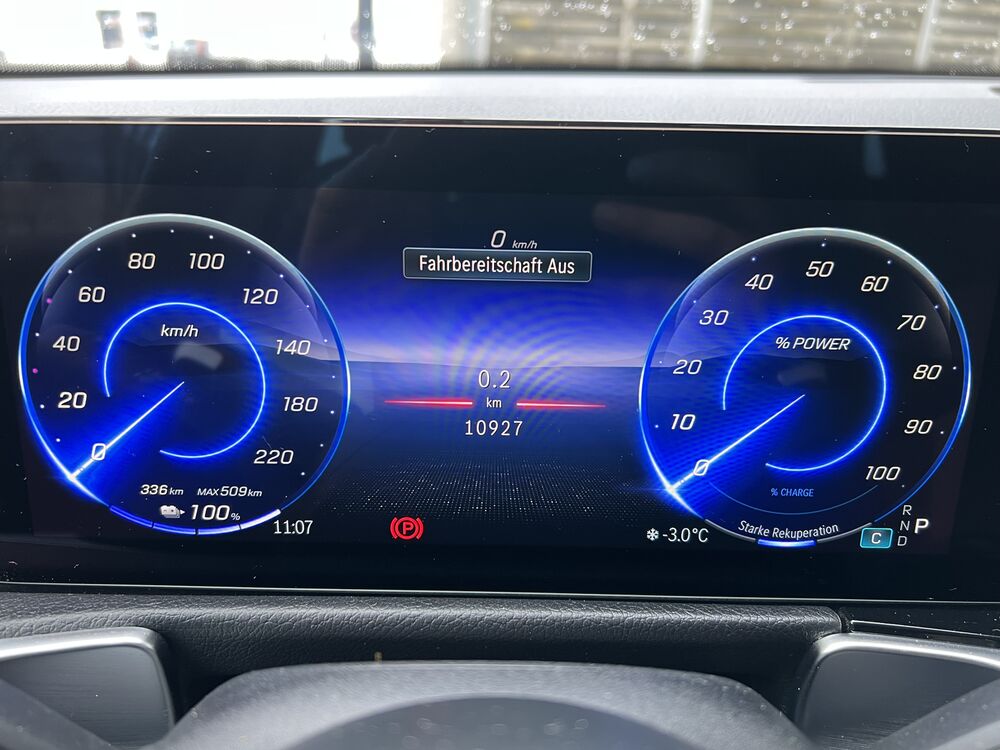 0 km/h
Fahrbereitschaft Aus
80 100
60 120
km/h
40 140
20 180
0 220
336 km MAX 509 km
100 %
11:07
0.2
km
10927
P
50
40 60
30 70
% POWER
20 80
10 90
0 100
% CHARGE
Starke Rekuperation
-3.0°C
C
R
N P
D